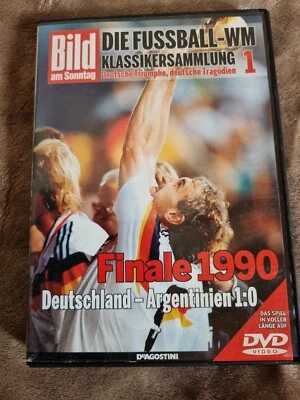 Bild
am Sonntag
DIE FUSSBALL-WM
KLASSIKERSAMMLUNG 1
Deutsche Triumphe, deutsche Tragödien
Finale 1990
Deutschland – Argentinien 1:0
DAS SPIEL
IN VOLLER
LÄNGE AUF
DVD
VIDEO
DEAGOSTINI